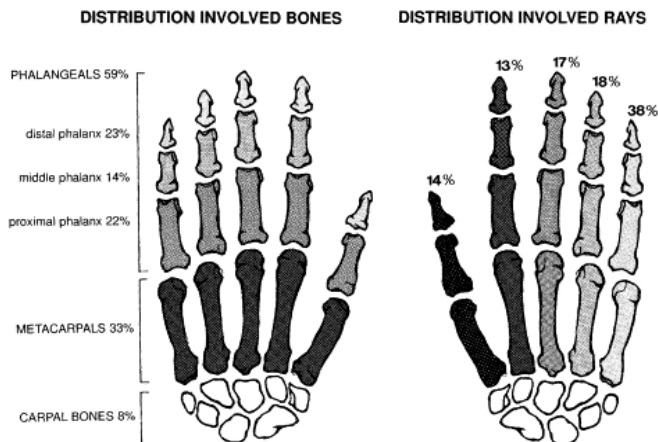 DISTRIBUTION INVOLVED BONES
PHALANGEALS 59%
distal phalanx 23%
middle phalanx 14%
proximal phalanx 22%
METACARPALS 33%
CARPAL BONES 8%
DISTRIBUTION INVOLVED RAYS
14%
13%
17%
18%
38%